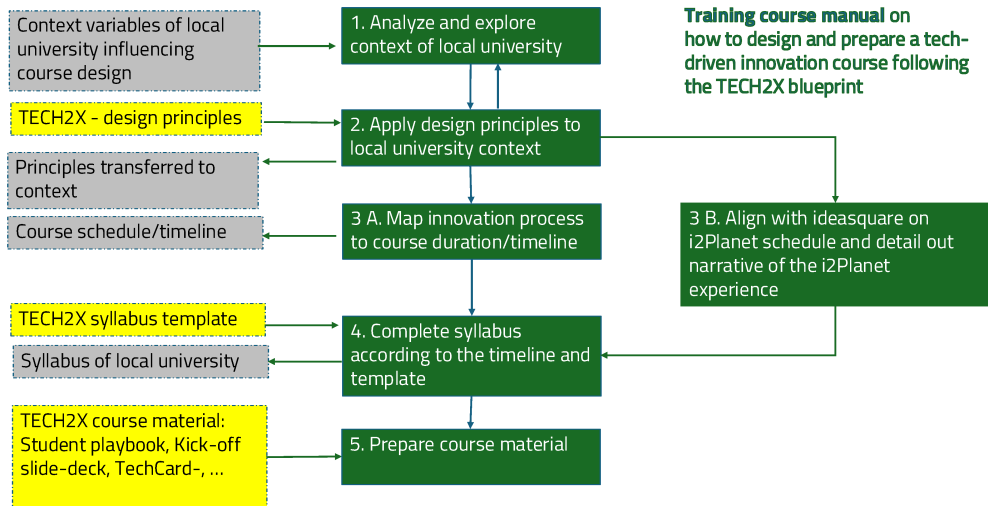 Context variables of local
university influencing
course design
1. Analyze and explore
context of local university
Training course manual on
how to design and prepare a tech-
driven innovation course following
the TECH2X blueprint
TECH2X - design principles
2. Apply design principles to
local university context
Principles transferred to
context
Course schedule/timeline
3 A. Map innovation process
to course duration/timeline
3 B. Align with ideasquare on
i2Planet schedule and detail out
narrative of the i2Planet
experience
TECH2X syllabus template
Syllabus of local university
4. Complete syllabus
according to the timeline and
template
TECH2X course material:
Student playbook, Kick-off
slide-deck, TechCard-, ...
5. Prepare course material